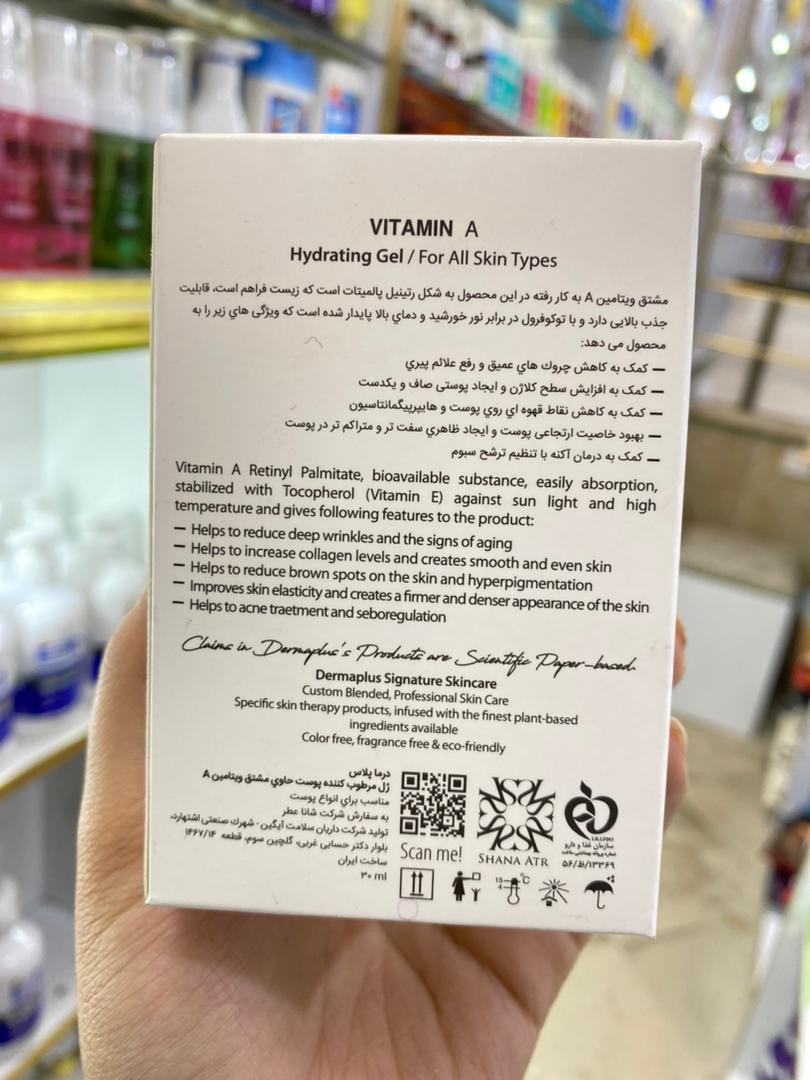 VITAMIN A
Hydrating Gel / For All Skin Types
مشتق ویتامین A به کار رفته در این محصول به شکل رتینیل پالمیتات است که زیست فراهم است، قابلیت
جذب بالایی دارد و با توکوفرول در برابر نور خورشید و دمای بالا پایدار شده است که ویژگی های زیر را به
محصول می دهد:
— کمک به کاهش چروك های عمیق و رفع علائم پیری
— کمک به افزایش سطح کلاژن و ایجاد پوستی صاف و یکدست
— کمک به کاهش نقاط قهوه ای روی پوست و هایپرپیگمانتاسیون
— بهبود خاصیت ارتجاعی پوست و ایجاد ظاهری سفت تر و متراکم تر در پوست
— کمک به درمان آکنه با تنظیم ترشح سبوم
Vitamin A Retinyl Palmitate, bioavailable substance, easily absorption,
stabilized with Tocopherol (Vitamin E) against sun light and high
temperature and gives following features to the product:
— Helps to reduce deep wrinkles and the signs of aging
— Helps to increase collagen levels and creates smooth and even skin
— Helps to reduce brown spots on the skin and hyperpigmentation
— Improves skin elasticity and creates a firmer and denser appearance of the skin
— Helps to acne traetment and seboregulation
Claims in Dermaplus's Products are Scientific Paper-based.
Dermaplus Signature Skincare
Custom Blended, Professional Skin Care
Specific skin therapy products, infused with the finest plant-based
ingredients available
Color free, fragrance free & eco-friendly
درما پلاس
ژل مرطوب کننده پوست حاوی مشتق ویتامین A
مناسب برای انواع پوست
به سفارش شرکت شانا عطر
تولید شرکت داریان سلامت آیگین - شهرك صنعتی اشتهارد،
بلوار دکتر حسابی غربی، گلچین سوم، قطعه ۱۴۶۷/۱۴
ساخت ایران
۳۰ ml
Scan me!
SHANA ATR
سازمان غذا و دارو
۵۶/ظ/۱۳۳۶۹
15
4
°C